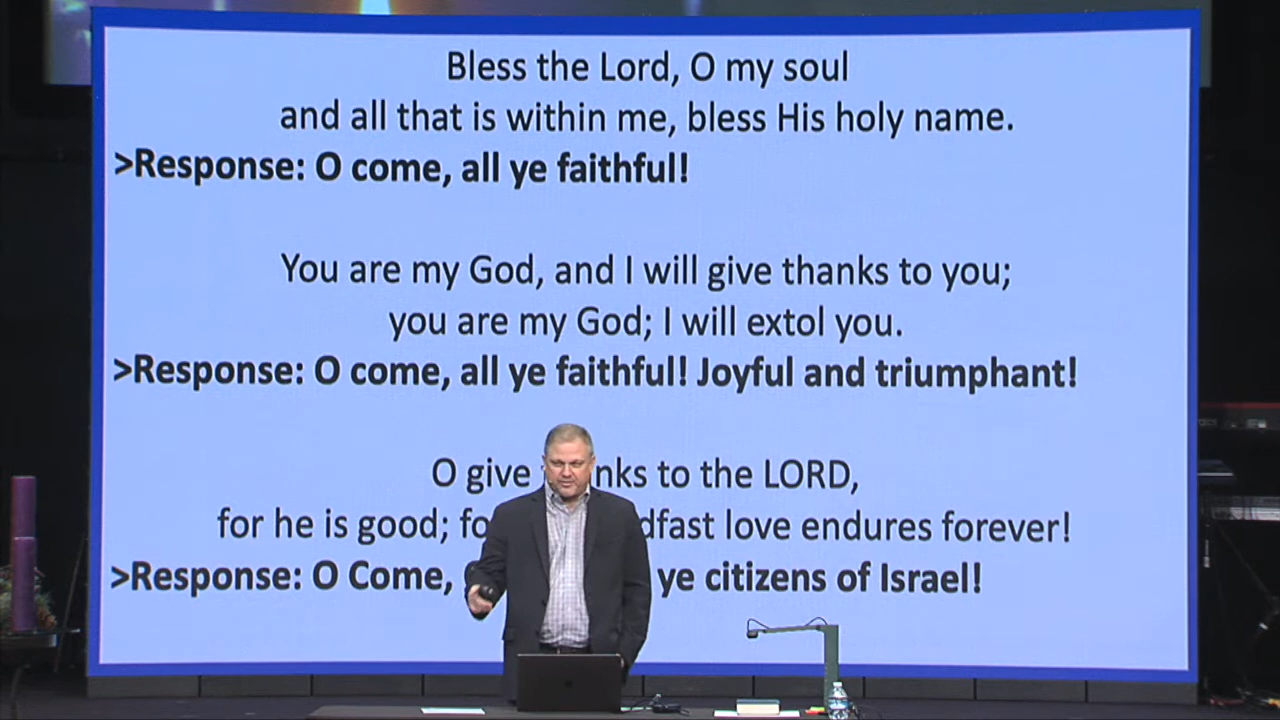 Bless the Lord, O my soul
and all that is within me, bless His holy name.
>Response: O come, all ye faithful!
You are my God, and I will give thanks to you;
you are my God; I will extol you.
>Response: O come, all ye faithful! Joyful and triumphant!
O give nks to the LORD,
for he is good; fo dfast love endures forever!
>Response: O Come, ye citizens of Israel!